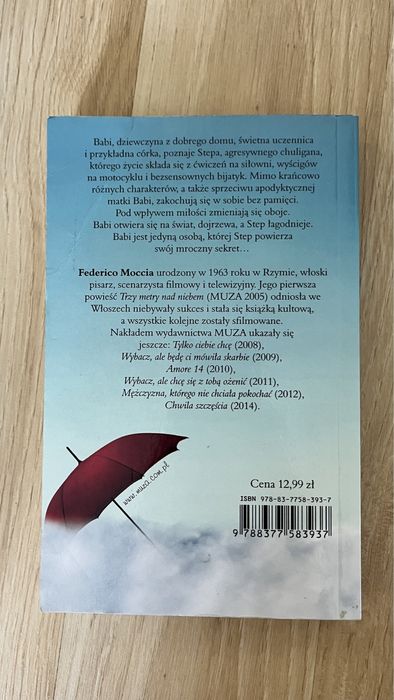 Babi, dziewczyna z dobrego domu, świetna uczennica
i przykładna córka, poznaje Stepa, agresywnego chuligana,
którego życie składa się z ćwiczeń na siłowni, wyścigów
na motocyklu i bezsensownych bijatyk. Mimo krańcowo
różnych charakterów, a także sprzeciwu apodyktycznej
matki Babi, zakochują się w sobie bez pamięci.
Pod wpływem miłości zmieniają się oboje.
Babi otwiera się na świat, dojrzewa, a Step łagodnieje.
Babi jest jedyną osobą, której Step powierza
swój mroczny sekret…
Federico Moccia urodzony w 1963 roku w Rzymie, włoski
pisarz, scenarzysta filmowy i telewizyjny. Jego pierwsza
powieść Trzy metry nad niebem (MUZA 2005) odniosła we
Włoszech niebywały sukces i stała się książką kultową,
a wszystkie kolejne zostały sfilmowane.
Nakładem wydawnictwa MUZA ukazały się
jeszcze: Tylko ciebie chcę (2008),
Wybacz, ale będę ci mówiła skarbie (2009),
Amore 14 (2010),
Wybacz, ale chcę się z tobą ożenić (2011),
Mężczyzna, którego nie chciała pokochać (2012),
Chwila szczęścia (2014).
www.muza.com.pl
Cena 12,99 zł
ISBN 978-83-7758-393-7
9 788377 583937